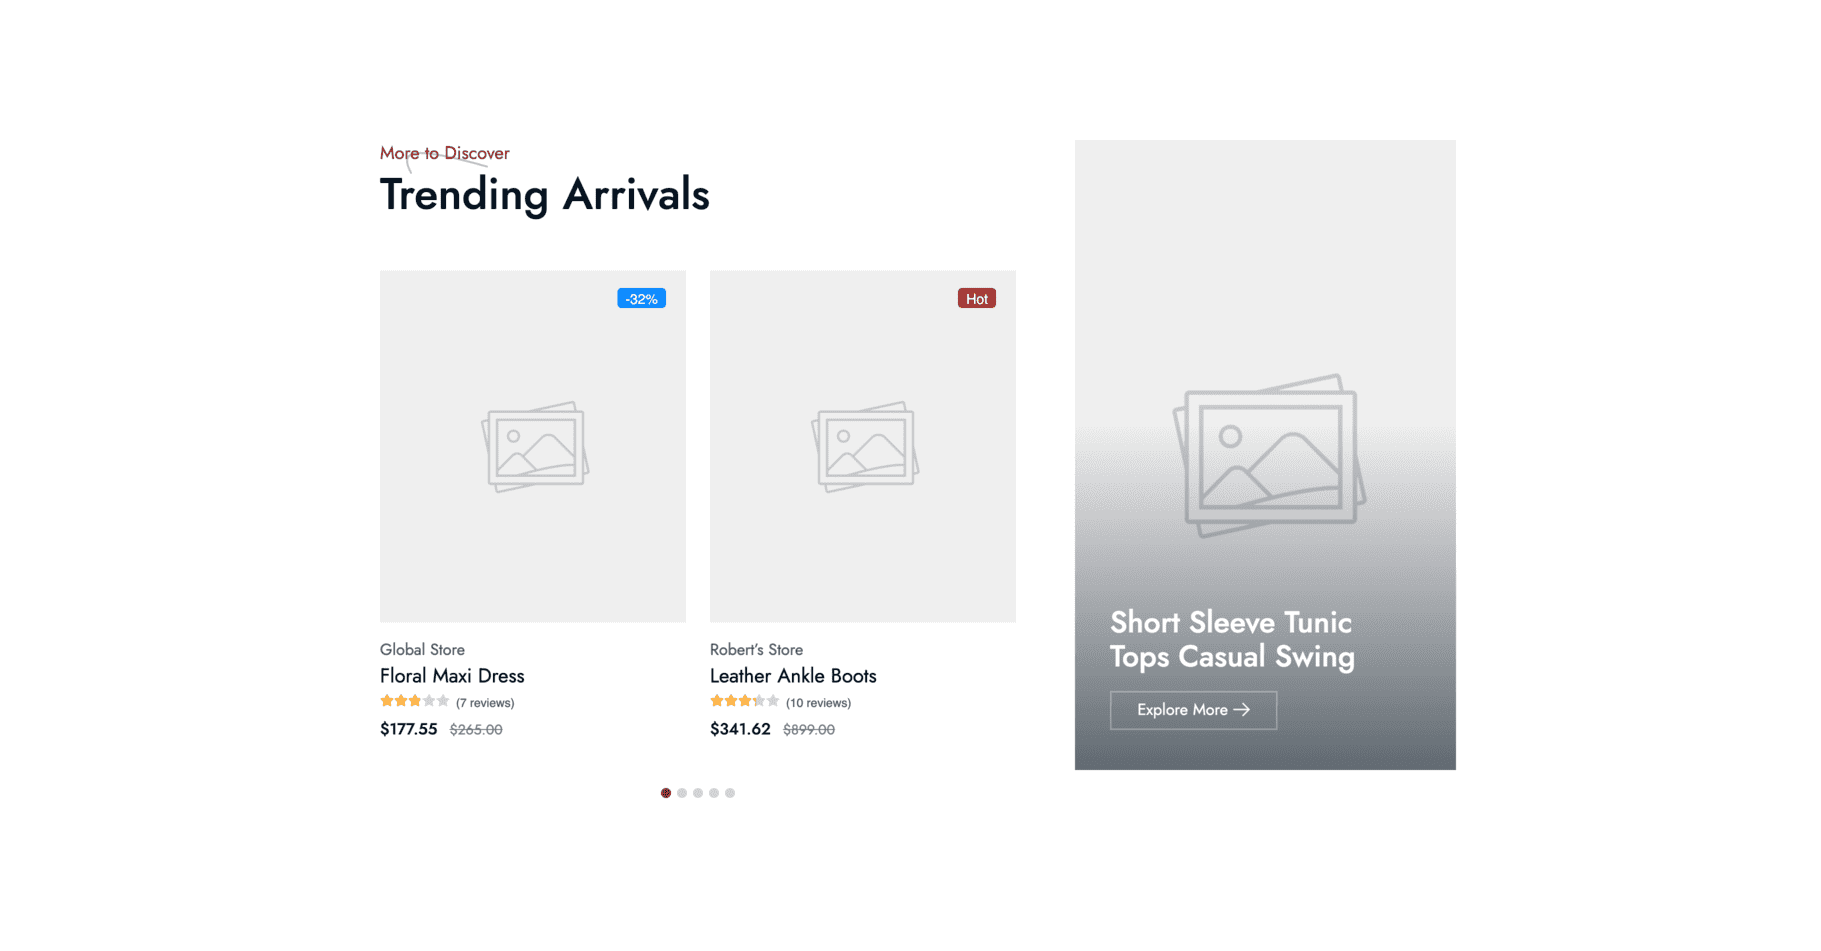 More to Discover
Trending Arrivals
-32%
Hot
Global Store
Floral Maxi Dress
(7 reviews)
$177.55 $265.00
Robert's Store
Leather Ankle Boots
(10 reviews)
$341.62 $899.00
Short Sleeve Tunic
Tops Casual Swing
Explore More →